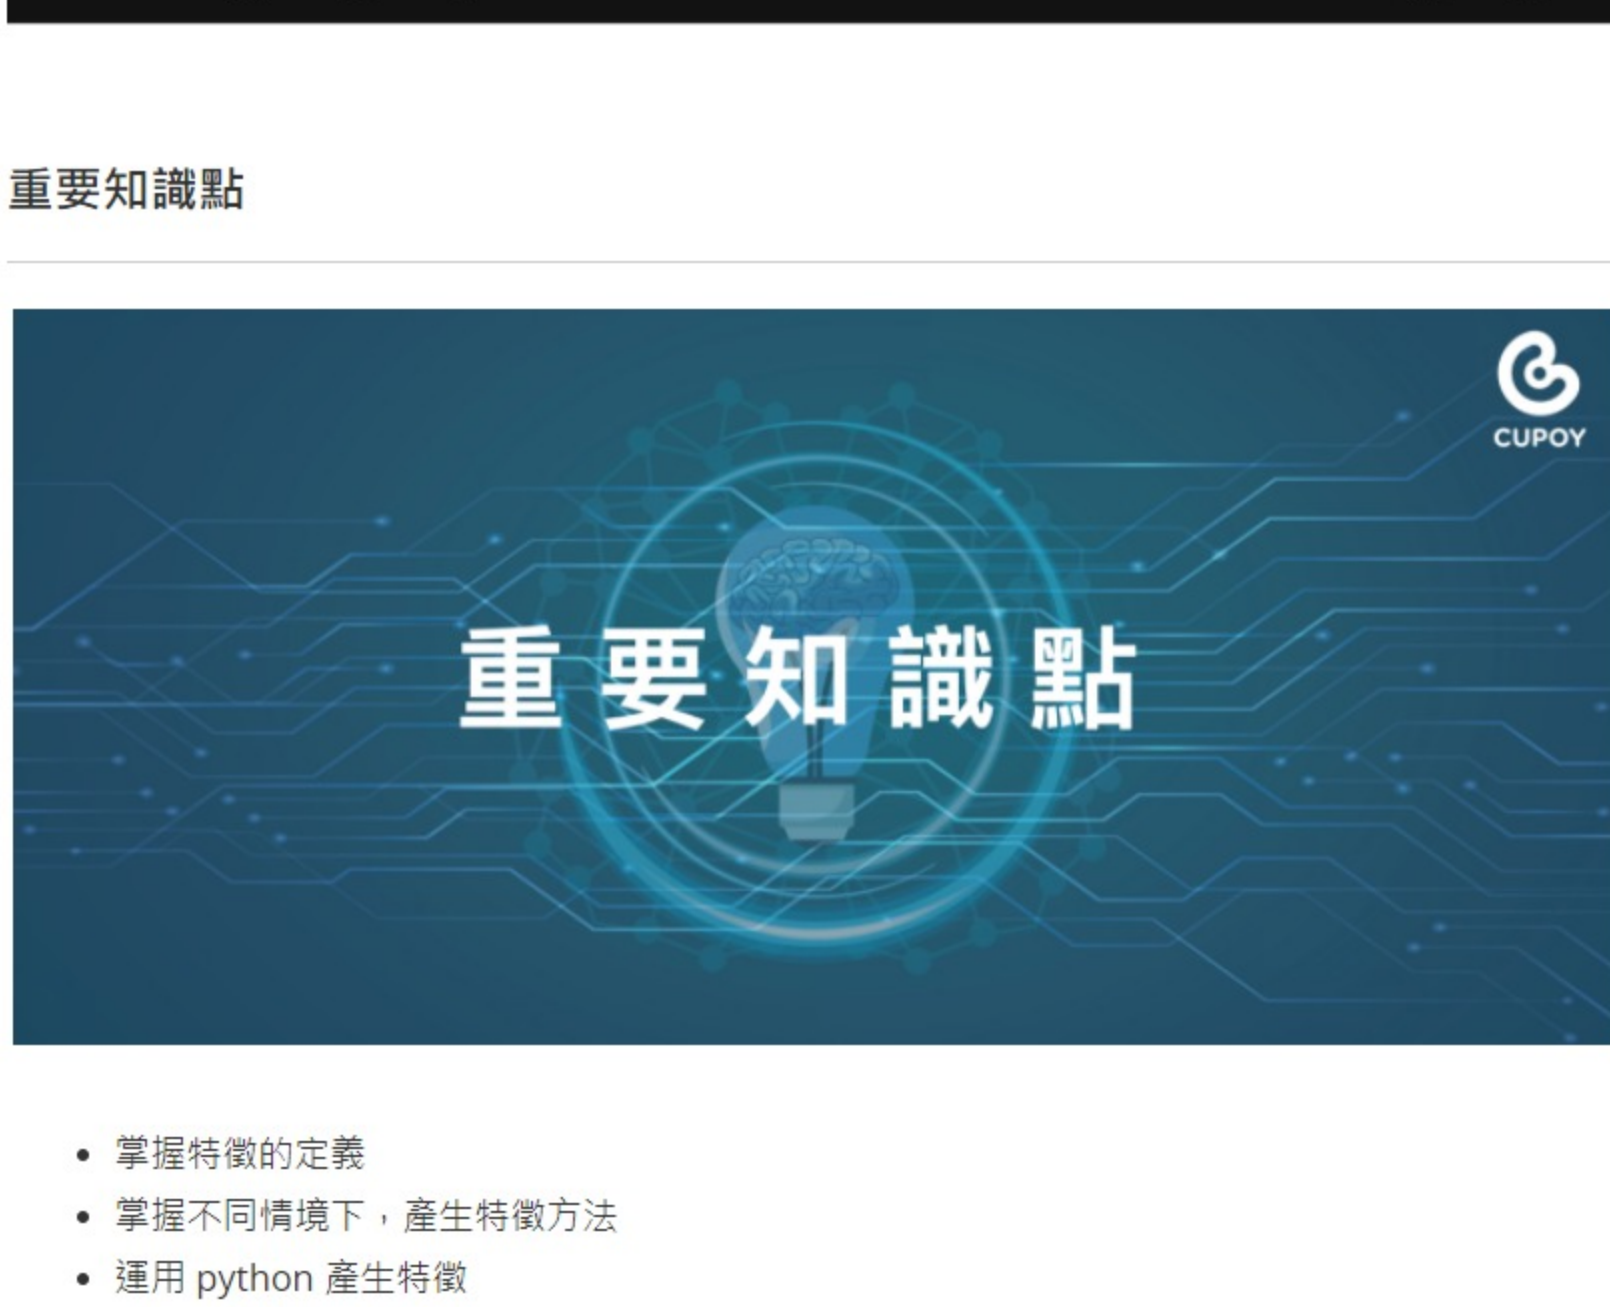 重要知識點
CUPOY
重要知識點
掌握特徵的定義
掌握不同情境下，產生特徵方法
運用 python 產生特徵